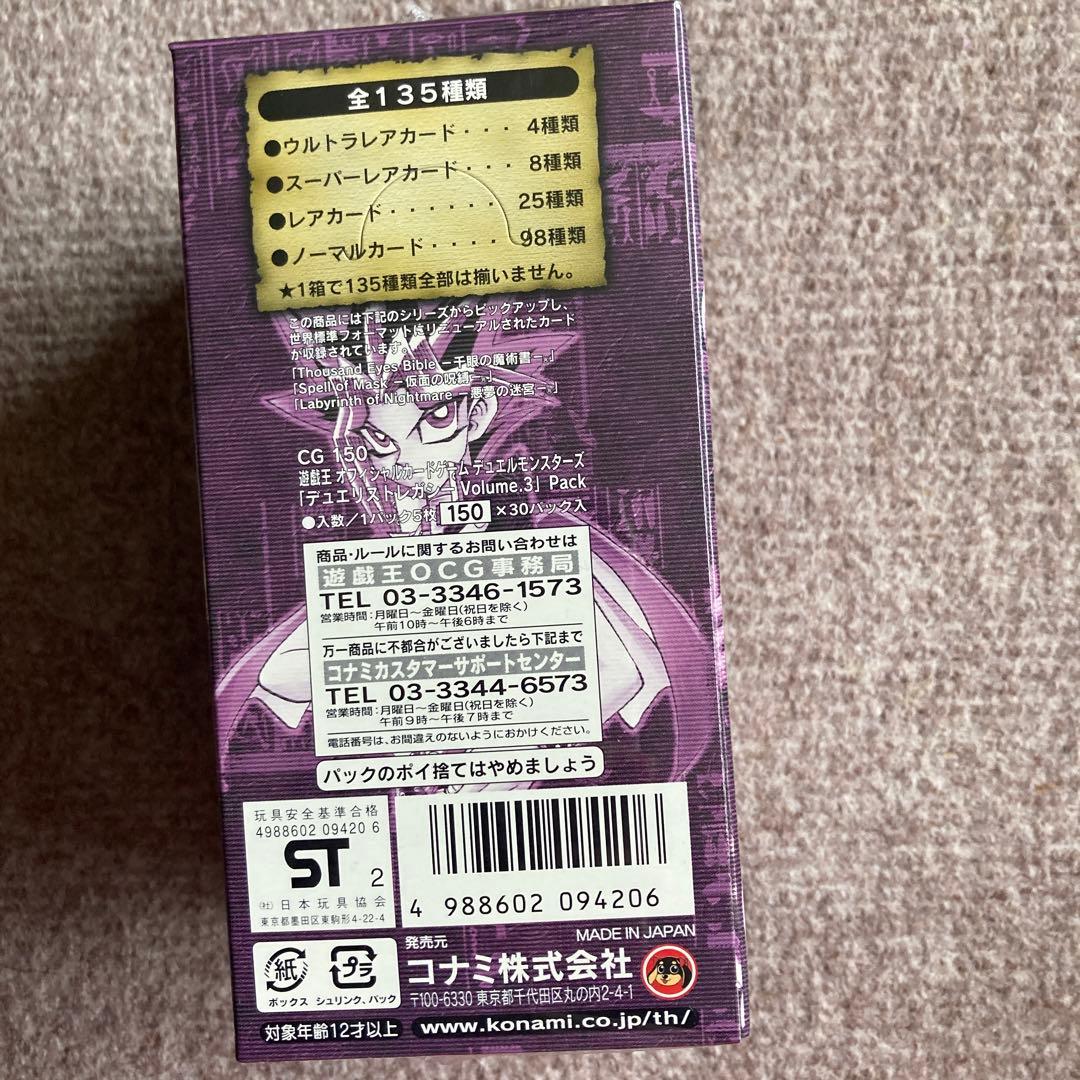 全135種類
●ウルトラレアカード・・・ 4種類
●スーパーレアカード・・・ 8種類
●レアカード・・・・・・ 25種類
●ノーマルカード・・・・ 98種類
★1箱で135種類全部は揃いません。
この商品には下記のシリーズからピックアップし、
世界標準フォーマットにリニューアルされたカード
が収録されています。
「Thousand Eyes Bible −千眼の魔術書−」
「Spell of Mask −仮面の呪縛−」
「Labyrinth of Nightmare −悪夢の迷宮−」
CG 150
遊戯王 オフィシャルカードゲーム デュエルモンスターズ
「デュエリストレガシー Volume.3」 Pack
●入数/1パック5枚 150 ×30パック入
商品・ルールに関するお問い合わせは
遊戯王OCG事務局
TEL 03-3346-1573
営業時間:月曜日〜金曜日(祝日を除く)
午前10時〜午後6時まで
万一商品に不都合がございましたら下記まで
コナミカスタマーサポートセンター
TEL 03-3344-6573
営業時間:月曜日〜金曜日(祝日を除く)
午前9時〜午後7時まで
電話番号は、お間違えのないようにおかけください。
パックのポイ捨てはやめましょう
玩具安全基準合格
4988602 09420 6
ST 2
(社)日本玩具協会
東京都墨田区東駒形4-22-4
4 988602 094206
MADE IN JAPAN
紙
ボックス
プラ
シュリンク、パック
発売元
コナミ株式会社
〒100-6330 東京都千代田区丸の内2-4-1
対象年齢12才以上
www.konami.co.jp/th/